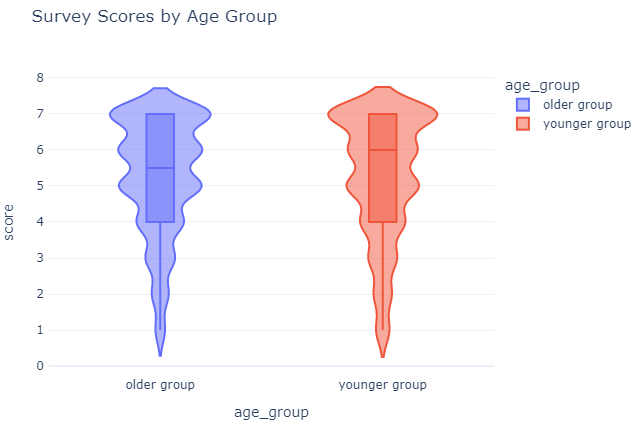 Survey Scores by Age Group
8
7
6
5
4
3
2
1
0
score
older group
younger group
age_group
age_group
older group
younger group